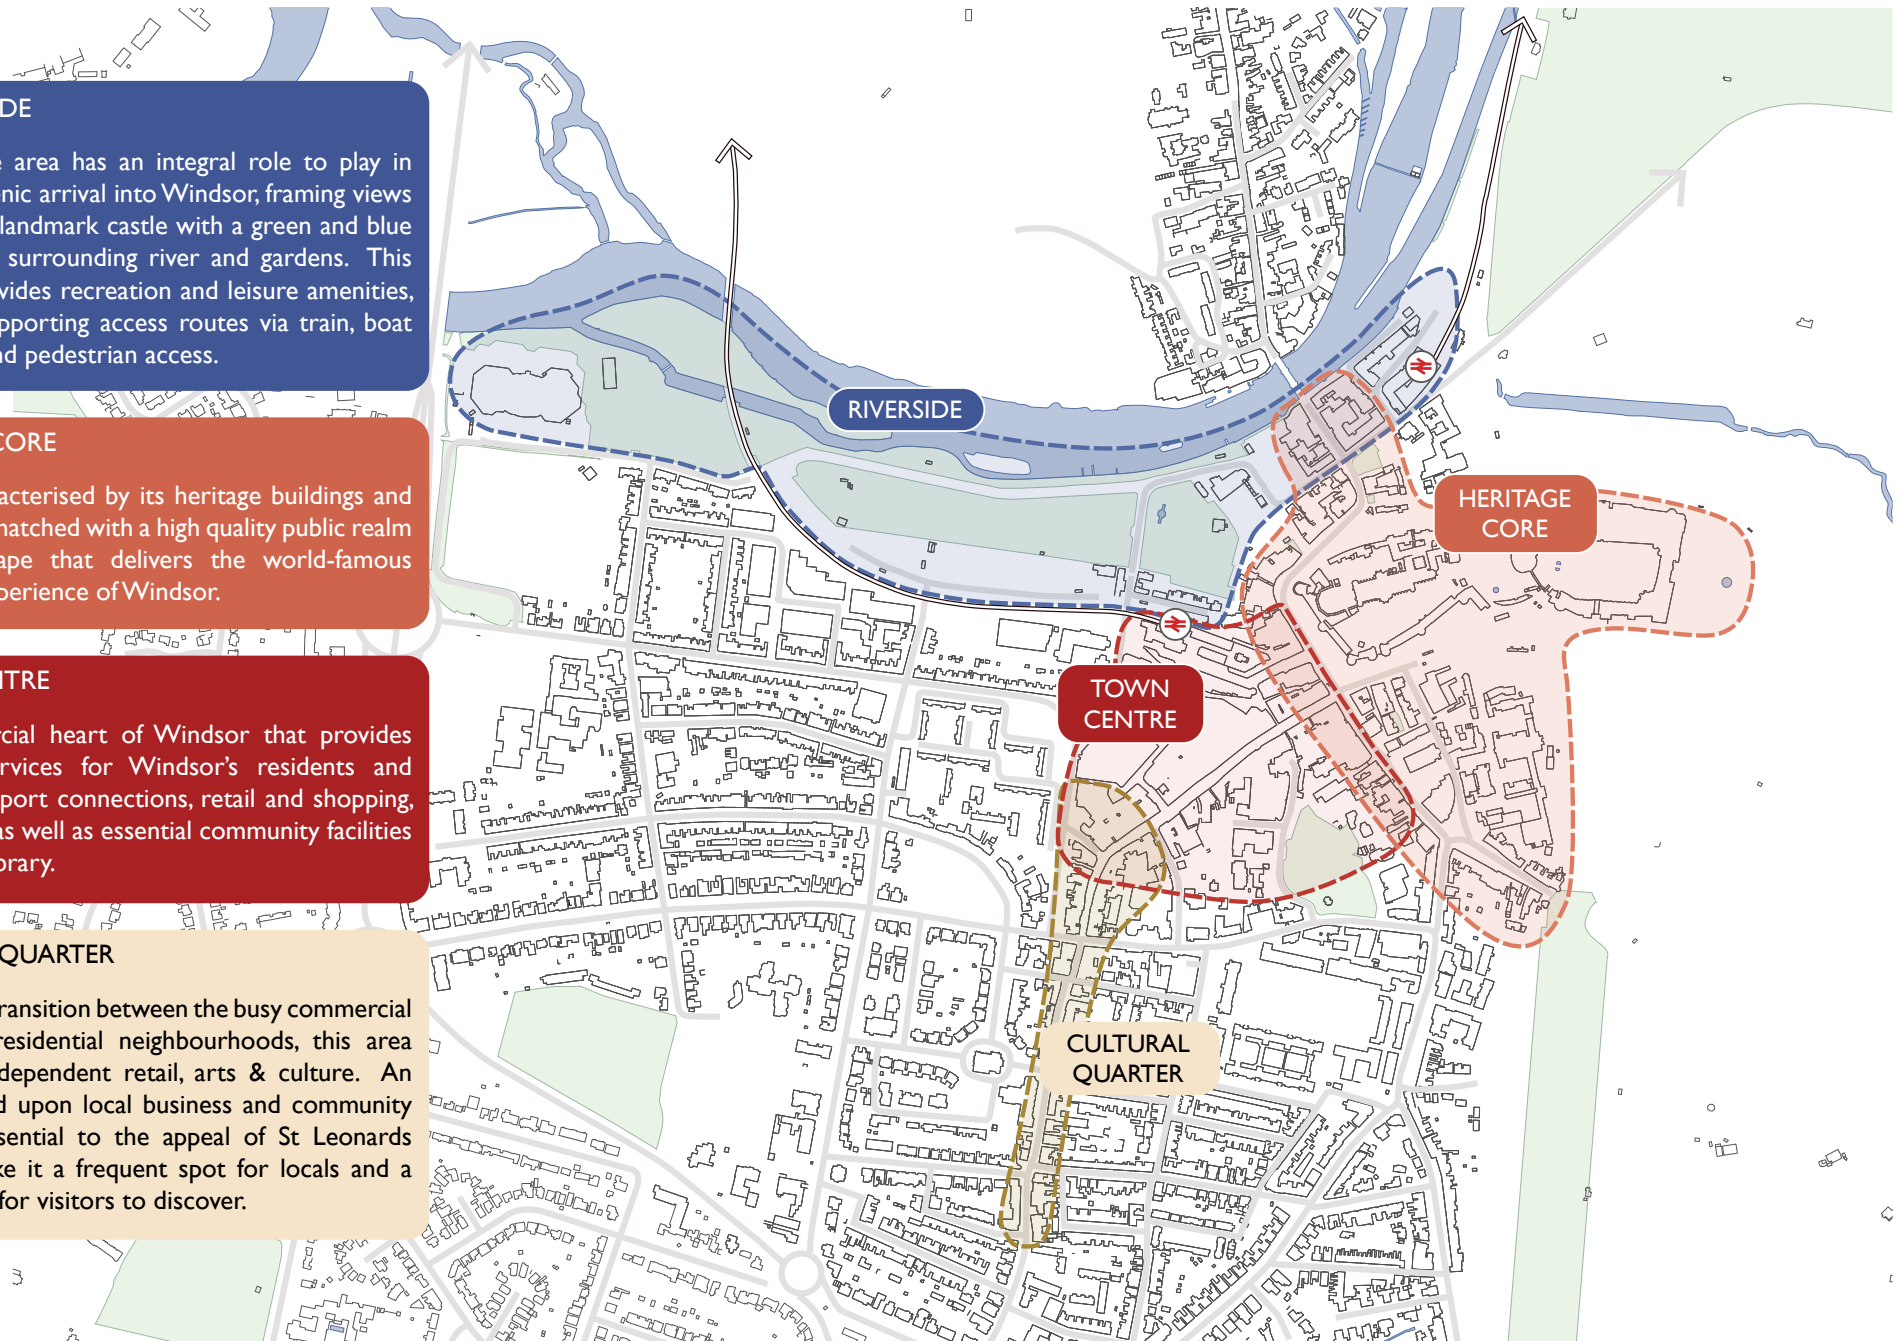 DE
area has an integral role to play in
enic arrival into Windsor, framing views
landmark castle with a green and blue
surrounding river and gardens. This
vides recreation and leisure amenities,
pporting access routes via train, boat
nd pedestrian access.
CORE
acterised by its heritage buildings and
matched with a high quality public realm
ape that delivers the world-famous
perience of Windsor.
NTRE
rcial heart of Windsor that provides
rvices for Windsor's residents and
port connections, retail and shopping,
as well as essential community facilities
brary.
QUARTER
transition between the busy commercial
residential neighbourhoods, this area
dependent retail, arts & culture. An
d upon local business and community
sential to the appeal of St Leonards
ke it a frequent spot for locals and a
for visitors to discover.
RIVERSIDE
HERITAGE
CORE
TOWN
CENTRE
CULTURAL
QUARTER